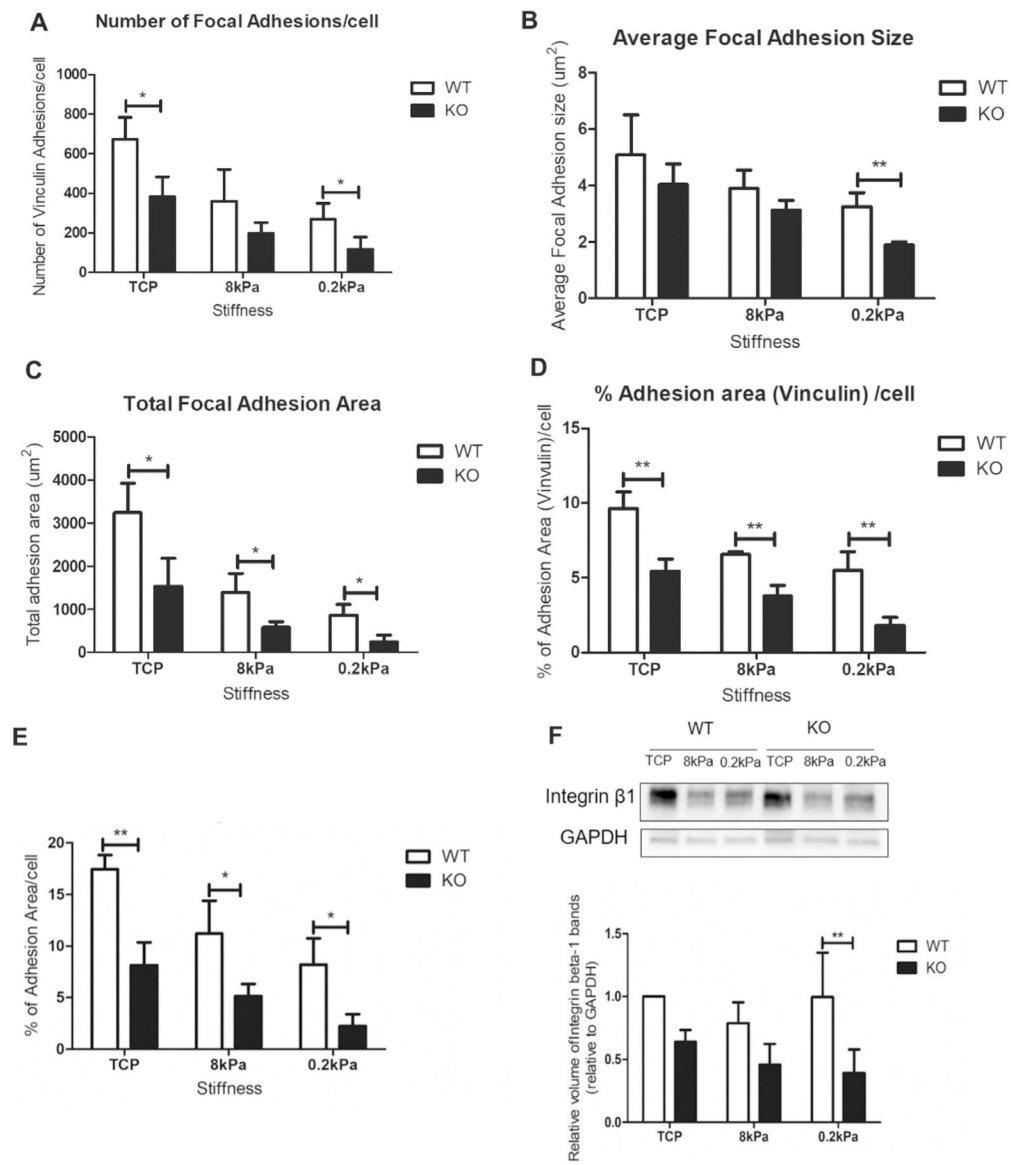 A
Number of Focal Adhesions/cell
Number of Vinculin Adhesions/cell
1000
800
600
400
200
0
*
*
WT
KO
TCP
8kPa
0.2kPa
Stiffness
B
Average Focal Adhesion Size
Average Focal Adhesion size (um2)
8
6
4
2
0
**
WT
KO
TCP
8kPa
0.2kPa
Stiffness
C
Total Focal Adhesion Area
Total adhesion area (um2)
5000
4000
3000
2000
1000
0
*
*
*
WT
KO
TCP
8kPa
0.2kPa
Stiffness
D
% Adhesion area (Vinculin) /cell
% of Adhesion Area (Vinvulin)/cell
15
10
5
0
**
**
**
WT
KO
TCP
8kPa
0.2kPa
Stiffness
E
% of Adhesion Area/cell
20
15
10
5
0
**
*
*
WT
KO
TCP
8kPa
0.2kPa
Stiffness
F
WT KO
TCP 8kPa 0.2kPa TCP 8kPa 0.2kPa
Integrin β1
GAPDH
Relative volume of Integrin beta-1 bands
(relative to GAPDH)
1.5
1.0
0.5
0.0
**
WT
KO
TCP
8kPa
0.2kPa